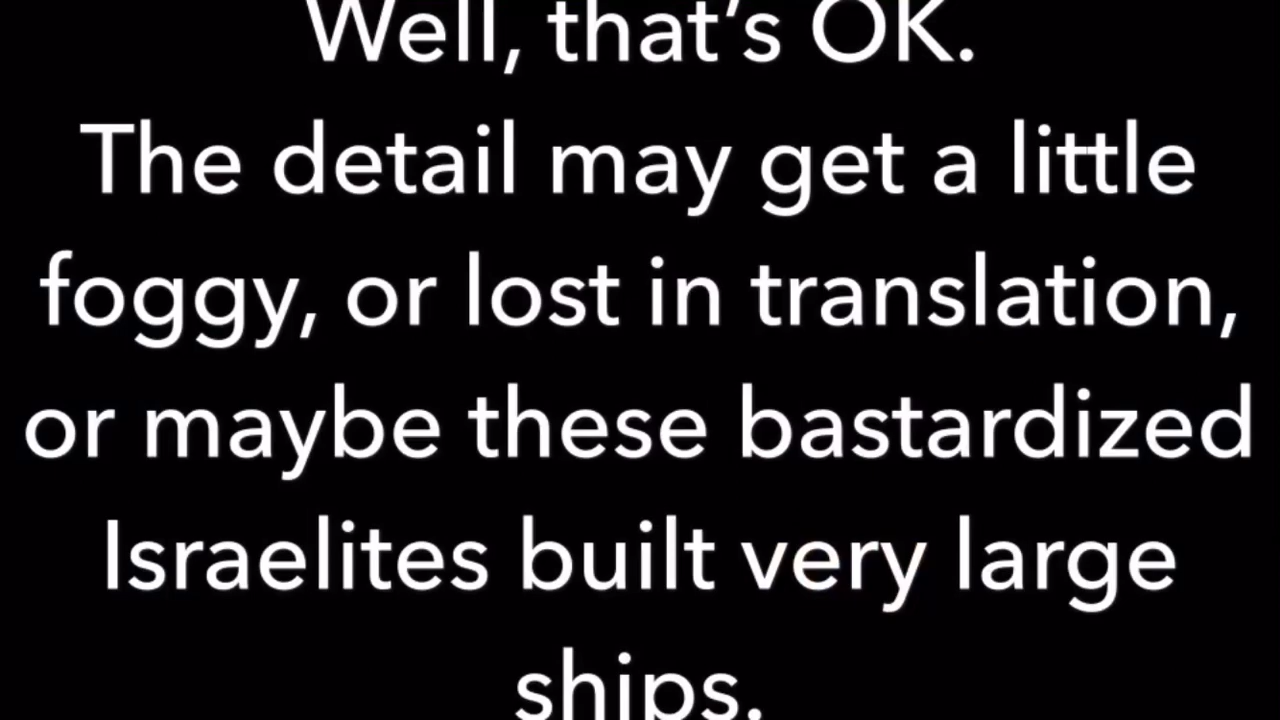 Well, that’s OK.
The detail may get a little
foggy, or lost in translation,
or maybe these bastardized
Israelites built very large
ships.